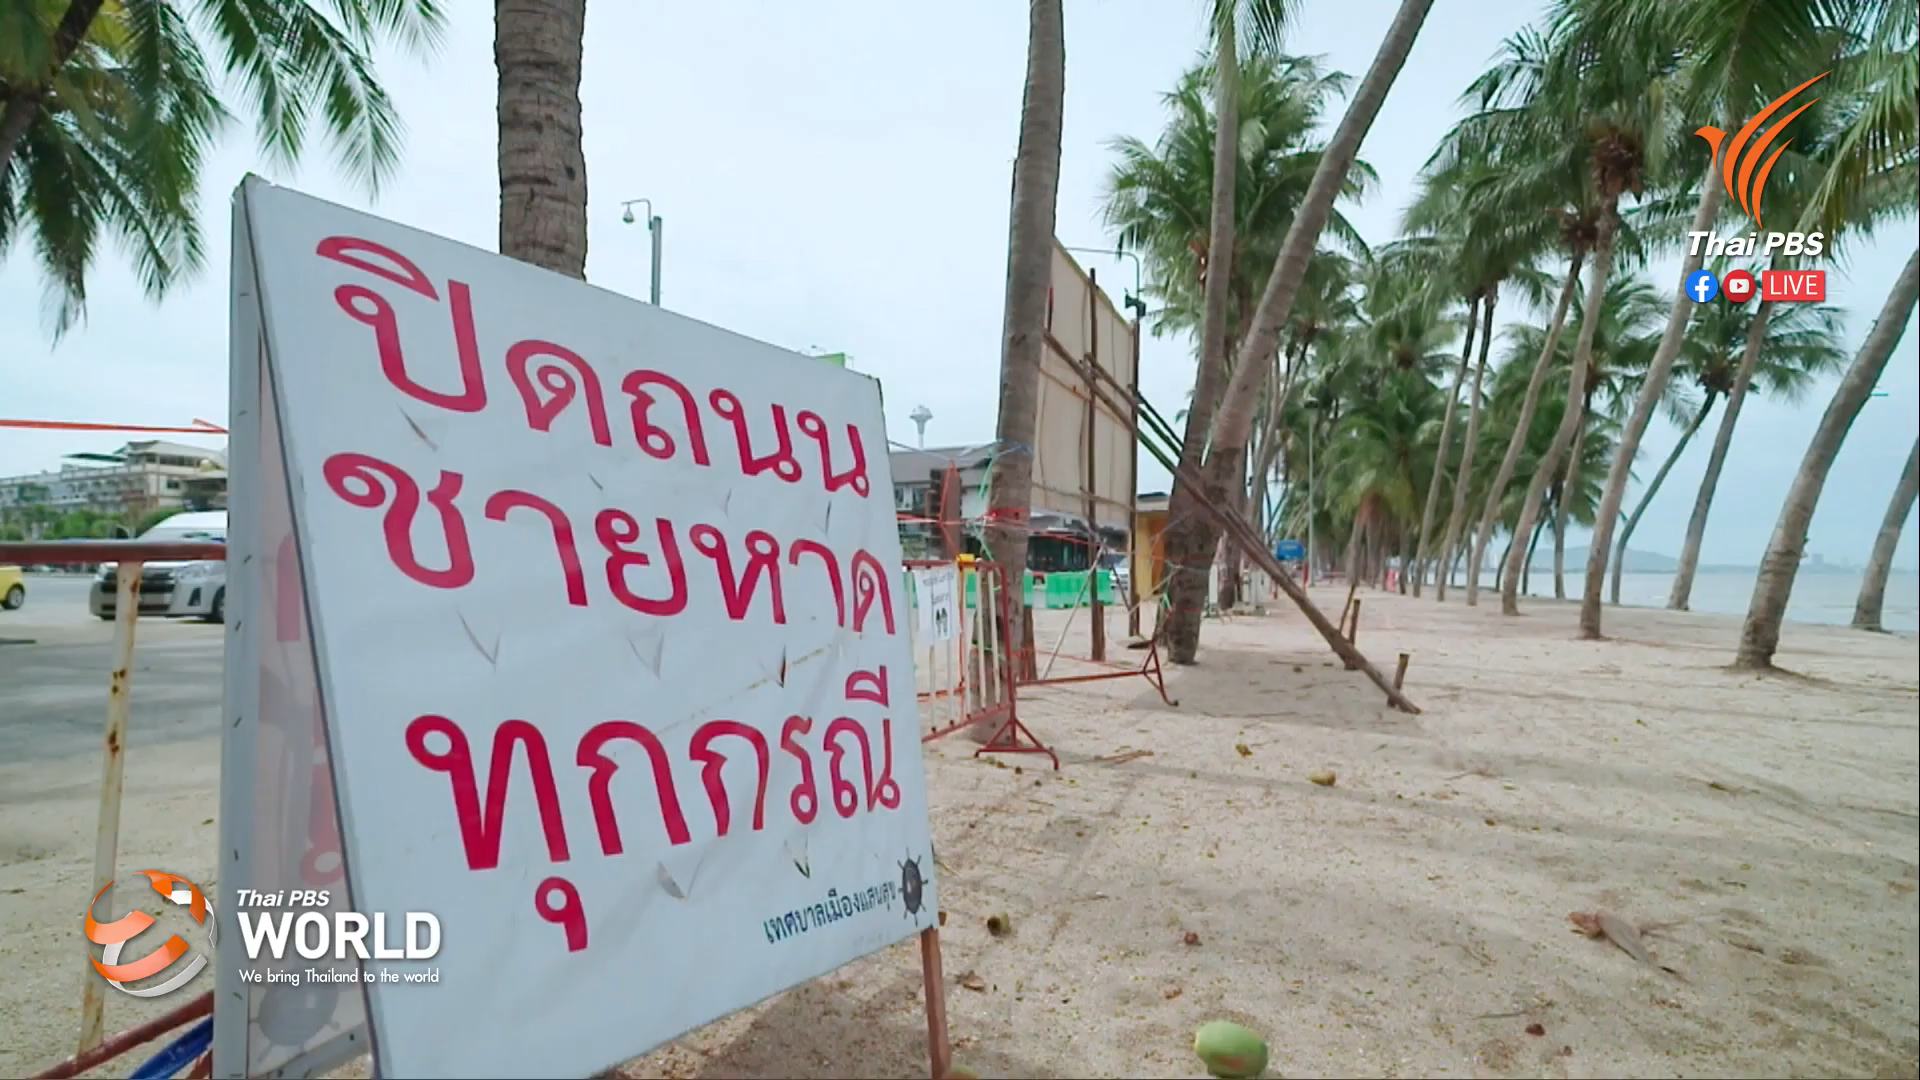 ปิดถนน
ชายหาด
ทุกกรณี
เทศบาลเมืองแสนสุข
Thai PBS
LIVE
Thai PBS
WORLD
We bring Thailand to the world